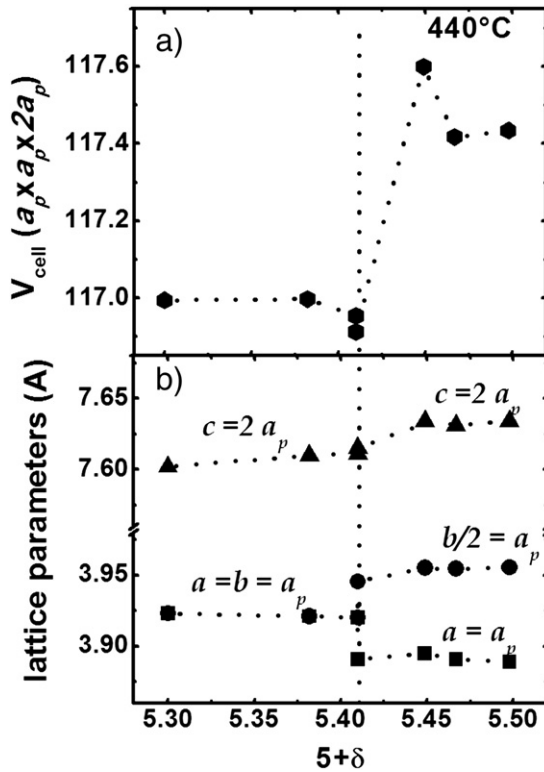 440°C
a)
117.6
117.4
117.2
117.0
V_cell (a_p x a_p x 2a_p)
b)
7.65
7.60
3.95
3.90
lattice parameters (A)
c=2 a_p
c=2 a_p
b/2 = a_p
a = b = a_p
a = a_p
5.30 5.35 5.40 5.45 5.50
5+δ